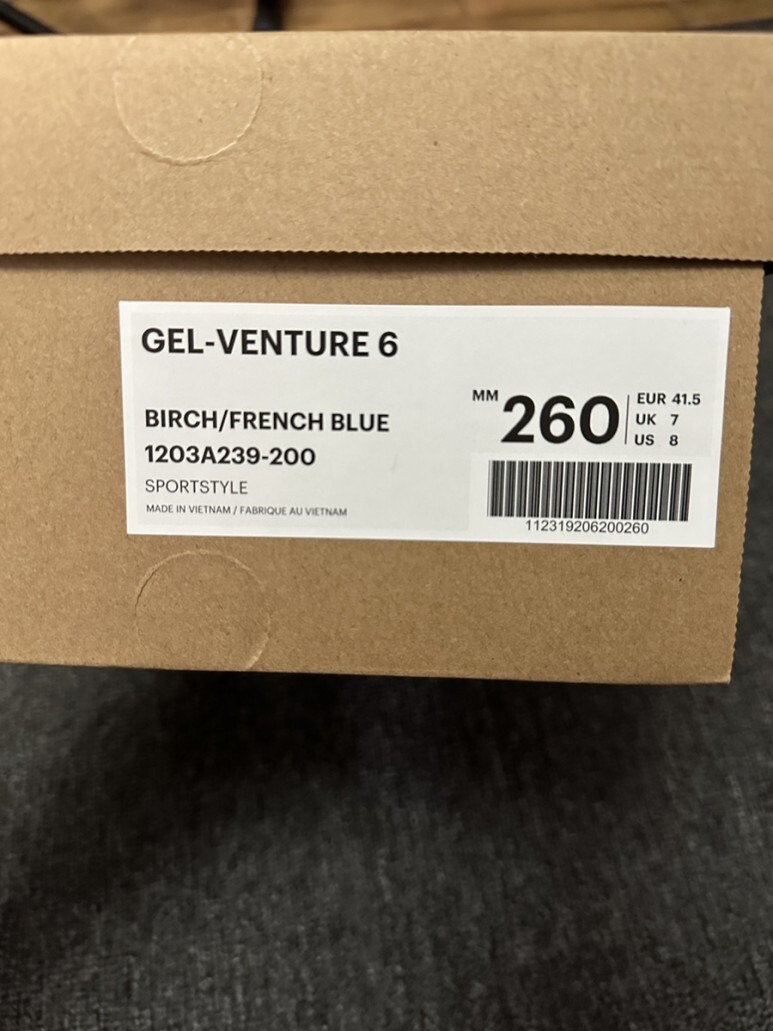 GEL-VENTURE 6
BIRCH/FRENCH BLUE
1203A239-200
SPORTSTYLE
MADE IN VIETNAM / FABRIQUE AU VIETNAM
MM 260
EUR 41.5
UK 7
US 8
112319206200260